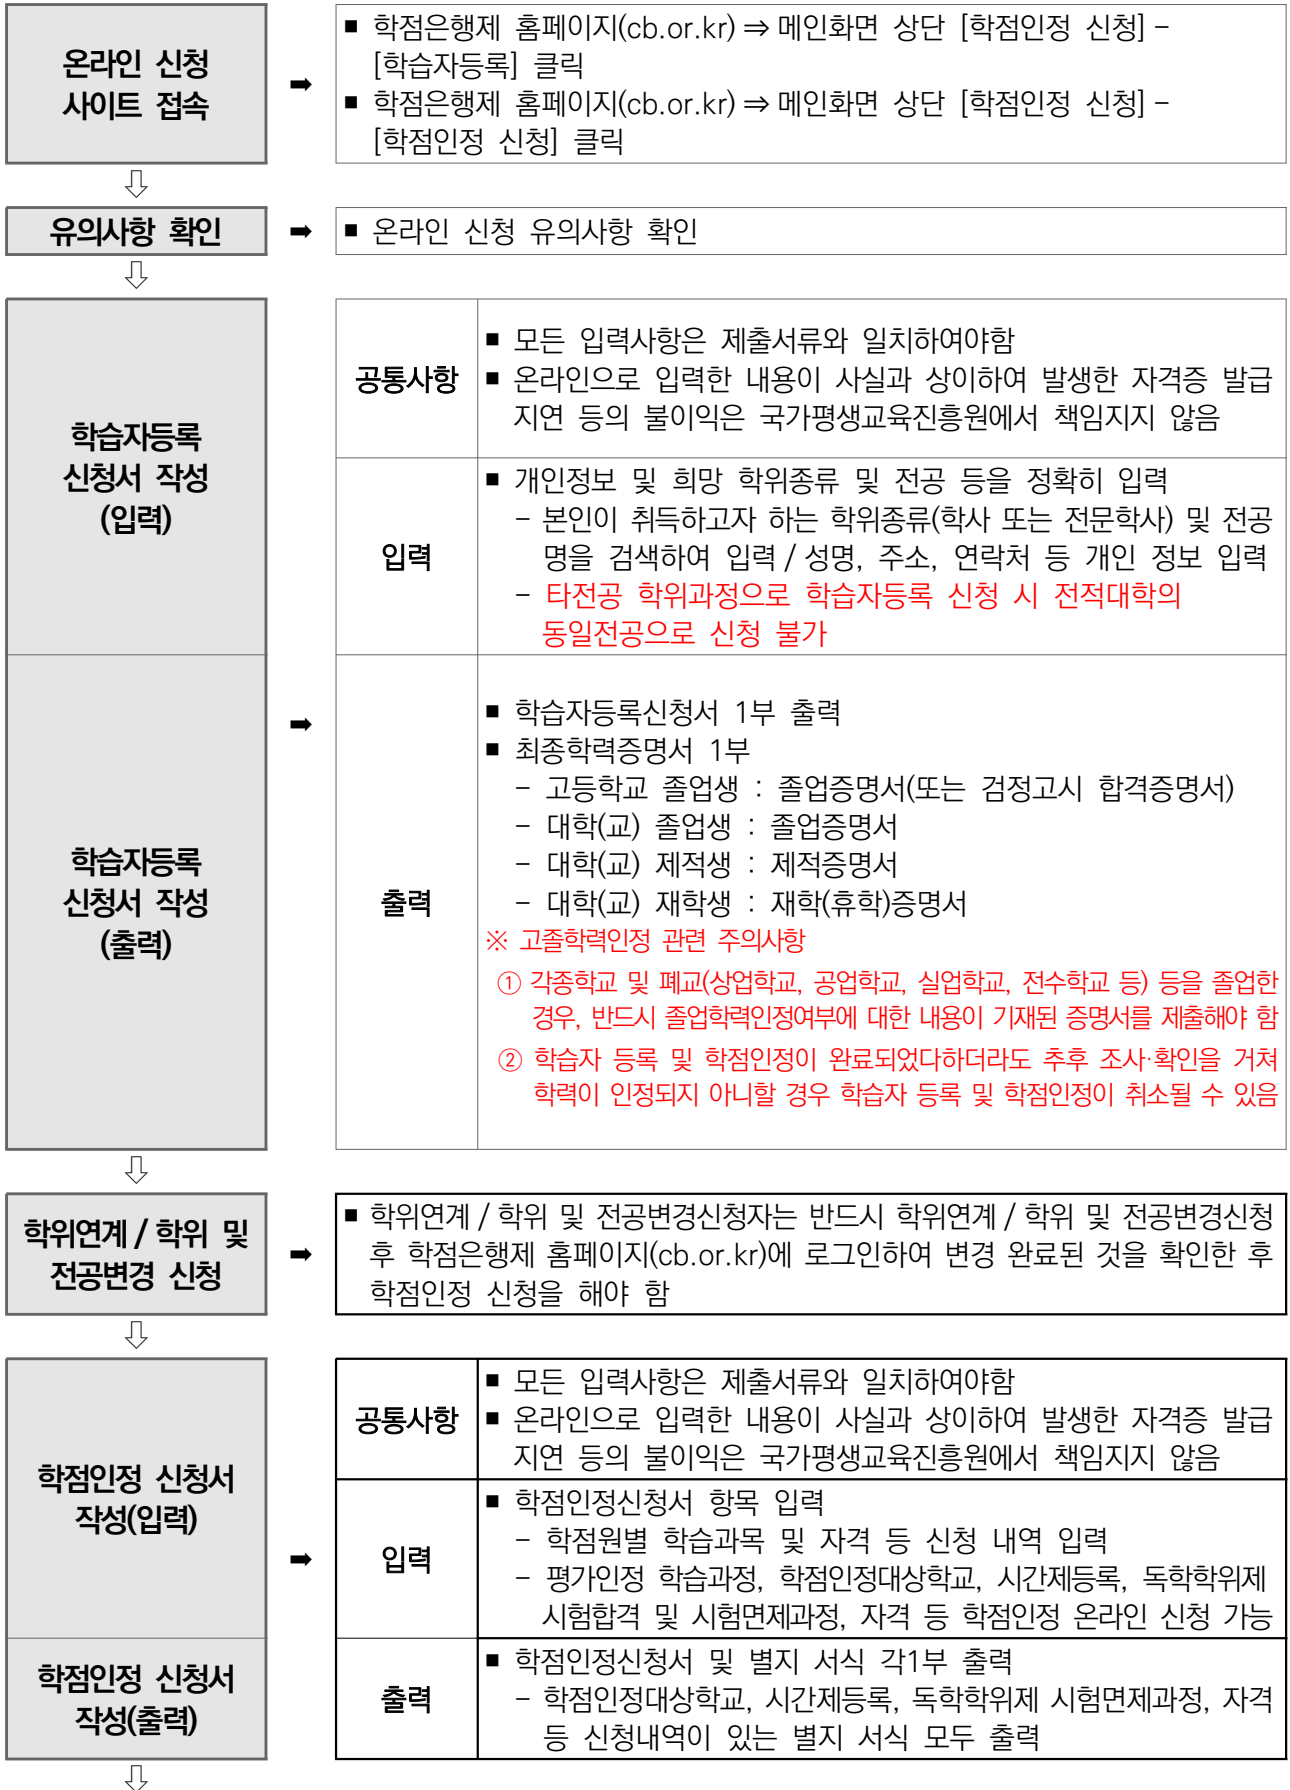 온라인 신청
사이트 접속
➡
■ 학점은행제 홈페이지(cb.or.kr) ⇒ 메인화면 상단 [학점인정 신청] –
[학습자등록] 클릭
■ 학점은행제 홈페이지(cb.or.kr) ⇒ 메인화면 상단 [학점인정 신청] –
[학점인정 신청] 클릭
⇩
유의사항 확인
➡
■ 온라인 신청 유의사항 확인
⇩
학습자등록
신청서 작성
(입력)
공통사항
■ 모든 입력사항은 제출서류와 일치하여야함
■ 온라인으로 입력한 내용이 사실과 상이하여 발생한 자격증 발급
지연 등의 불이익은 국가평생교육진흥원에서 책임지지 않음
입력
■ 개인정보 및 희망 학위종류 및 전공 등을 정확히 입력
– 본인이 취득하고자 하는 학위종류(학사 또는 전문학사) 및 전공
명을 검색하여 입력 / 성명, 주소, 연락처 등 개인 정보 입력
– 타전공 학위과정으로 학습자등록 신청 시 전적대학의
동일전공으로 신청 불가
학습자등록
신청서 작성
(출력)
➡
출력
■ 학습자등록신청서 1부 출력
■ 최종학력증명서 1부
– 고등학교 졸업생 : 졸업증명서(또는 검정고시 합격증명서)
– 대학(교) 졸업생 : 졸업증명서
– 대학(교) 제적생 : 제적증명서
– 대학(교) 재학생 : 재학(휴학)증명서
※ 고졸학력인정 관련 주의사항
① 각종학교 및 폐교(상업학교, 공업학교, 실업학교, 전수학교 등) 등을 졸업한
경우, 반드시 졸업학력인정여부에 대한 내용이 기재된 증명서를 제출해야 함
② 학습자 등록 및 학점인정이 완료되었다하더라도 추후 조사·확인을 거쳐
학력이 인정되지 아니할 경우 학습자 등록 및 학점인정이 취소될 수 있음
⇩
학위연계 / 학위 및
전공변경 신청
➡
■ 학위연계 / 학위 및 전공변경신청자는 반드시 학위연계 / 학위 및 전공변경신청
후 학점은행제 홈페이지(cb.or.kr)에 로그인하여 변경 완료된 것을 확인한 후
학점인정 신청을 해야 함
⇩
학점인정 신청서
작성(입력)
공통사항
■ 모든 입력사항은 제출서류와 일치하여야함
■ 온라인으로 입력한 내용이 사실과 상이하여 발생한 자격증 발급
지연 등의 불이익은 국가평생교육진흥원에서 책임지지 않음
➡
입력
■ 학점인정신청서 항목 입력
– 학점원별 학습과목 및 자격 등 신청 내역 입력
– 평가인정 학습과정, 학점인정대상학교, 시간제등록, 독학학위제
시험합격 및 시험면제과정, 자격 등 학점인정 온라인 신청 가능
학점인정 신청서
작성(출력)
출력
■ 학점인정신청서 및 별지 서식 각1부 출력
– 학점인정대상학교, 시간제등록, 독학학위제 시험면제과정, 자격
등 신청내역이 있는 별지 서식 모두 출력
⇩